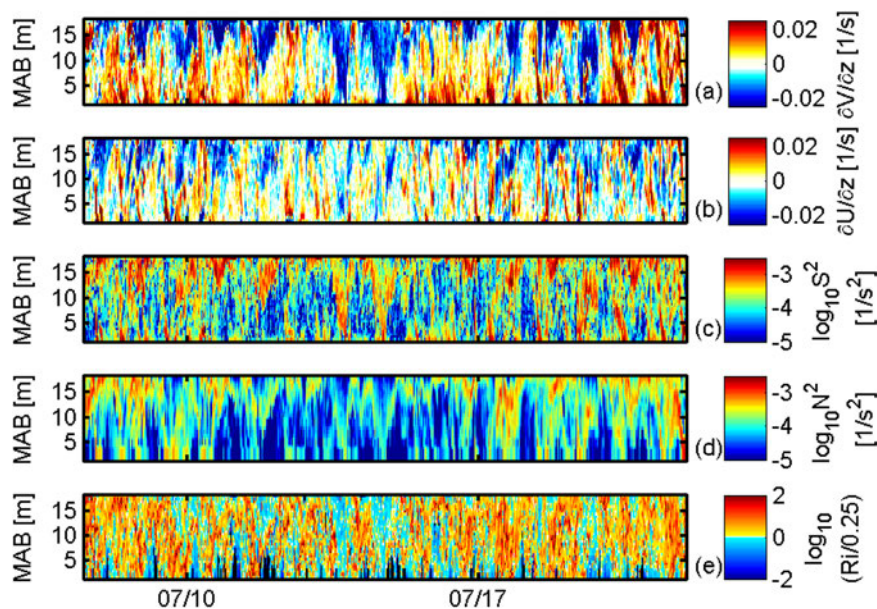 MAB [m]
15
10
5
(a)
0.02
0
-0.02
∂V/∂z [1/s]
MAB [m]
15
10
5
(b)
0.02
0
-0.02
∂U/∂z [1/s]
MAB [m]
15
10
5
(c)
-3
-4
-5
log₁₀S²
[1/s²]
MAB [m]
15
10
5
(d)
-3
-4
-5
log₁₀N²
[1/s²]
MAB [m]
15
10
5
(e)
2
0
-2
log₁₀
(Ri/0.25)
07/10
07/17